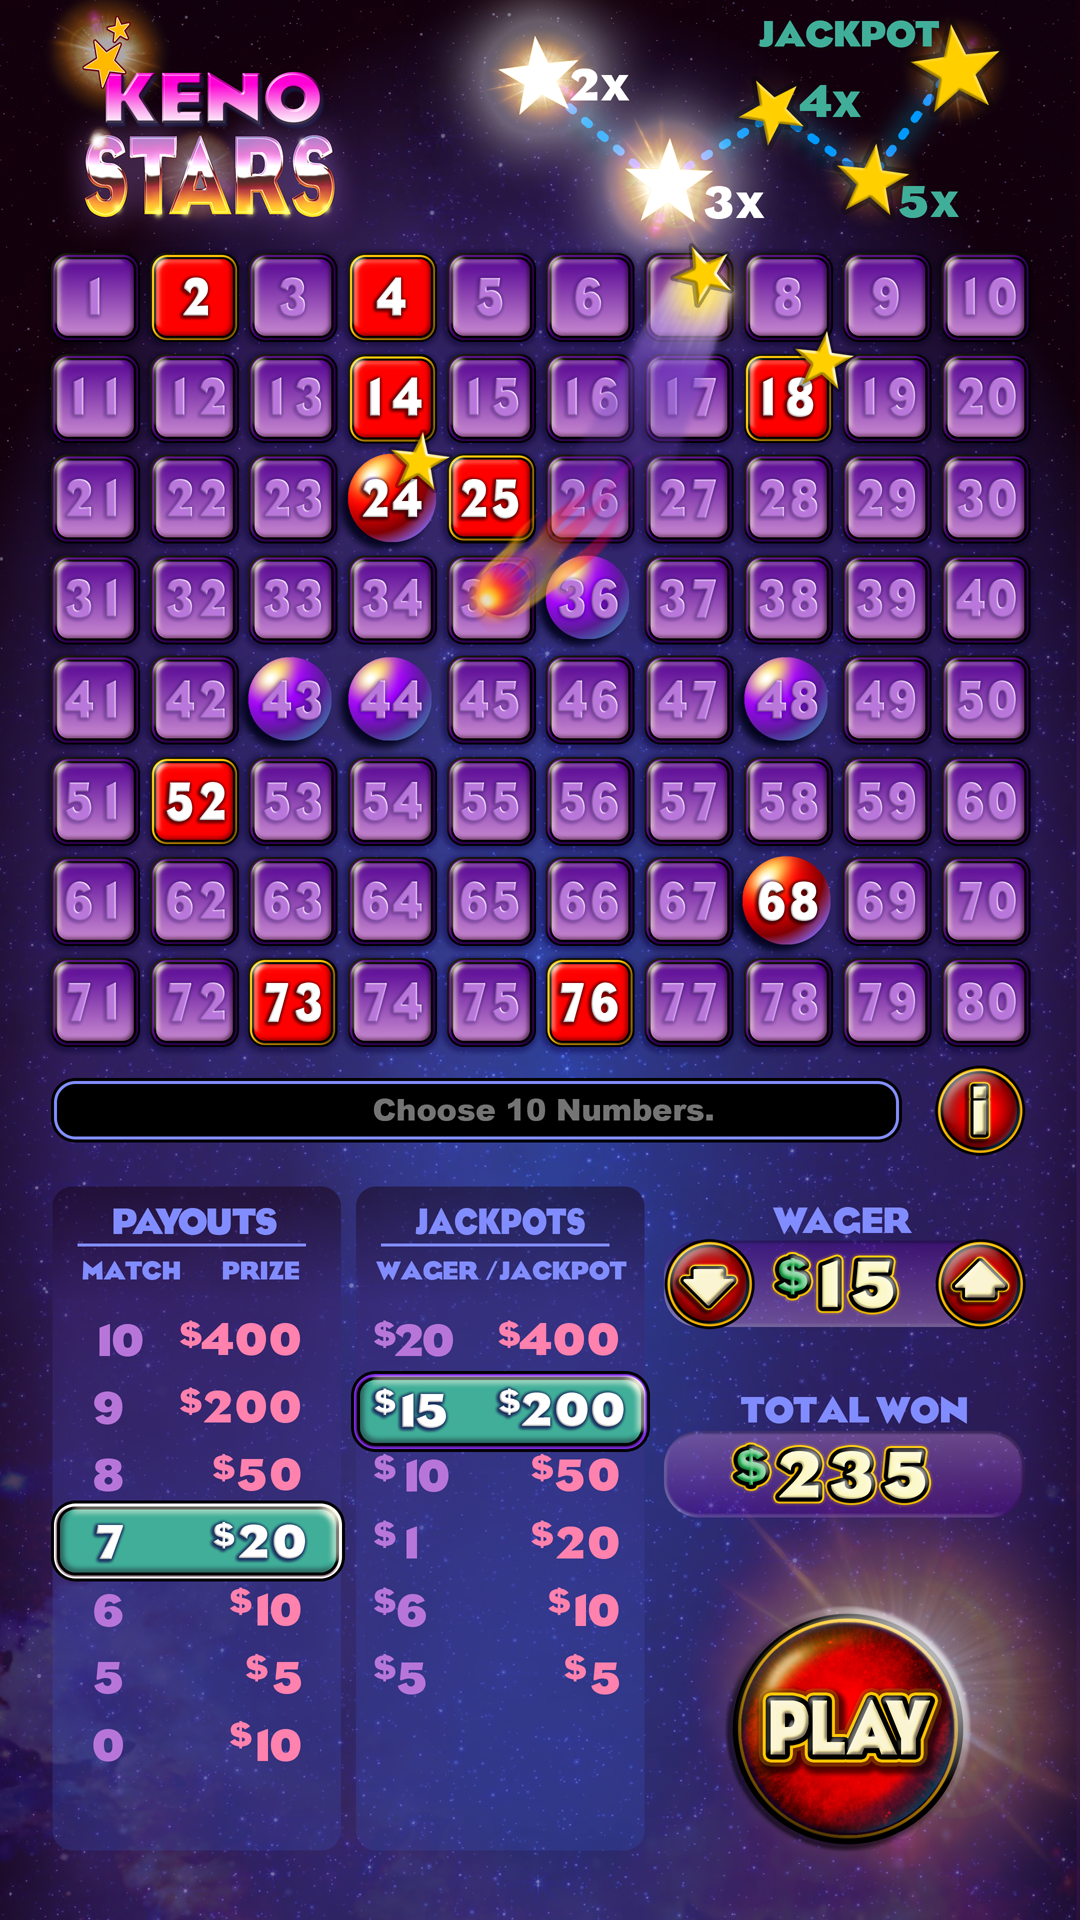 JACKPOT
KENO
STARS
2x
4x
3x
5x
1 2 3 4 5 6 8 9 10
11 12 13 14 15 16 17 18 19 20
21 22 23 24 25 26 27 28 29 30
31 32 33 34 36 37 38 39 40
41 42 43 44 45 46 47 48 49 50
51 52 53 54 55 56 57 58 59 60
61 62 63 64 65 66 67 68 69 70
71 72 73 74 75 76 77 78 79 80
Choose 10 Numbers.
i
PAYOUTS
MATCH PRIZE
10 $400
9 $200
8 $50
7 $20
6 $10
5 $5
0 $10
JACKPOTS
WAGER /JACKPOT
$20 $400
$15 $200
$10 $50
$1 $20
$6 $10
$5 $5
WAGER
$15
TOTAL WON
$235
PLAY